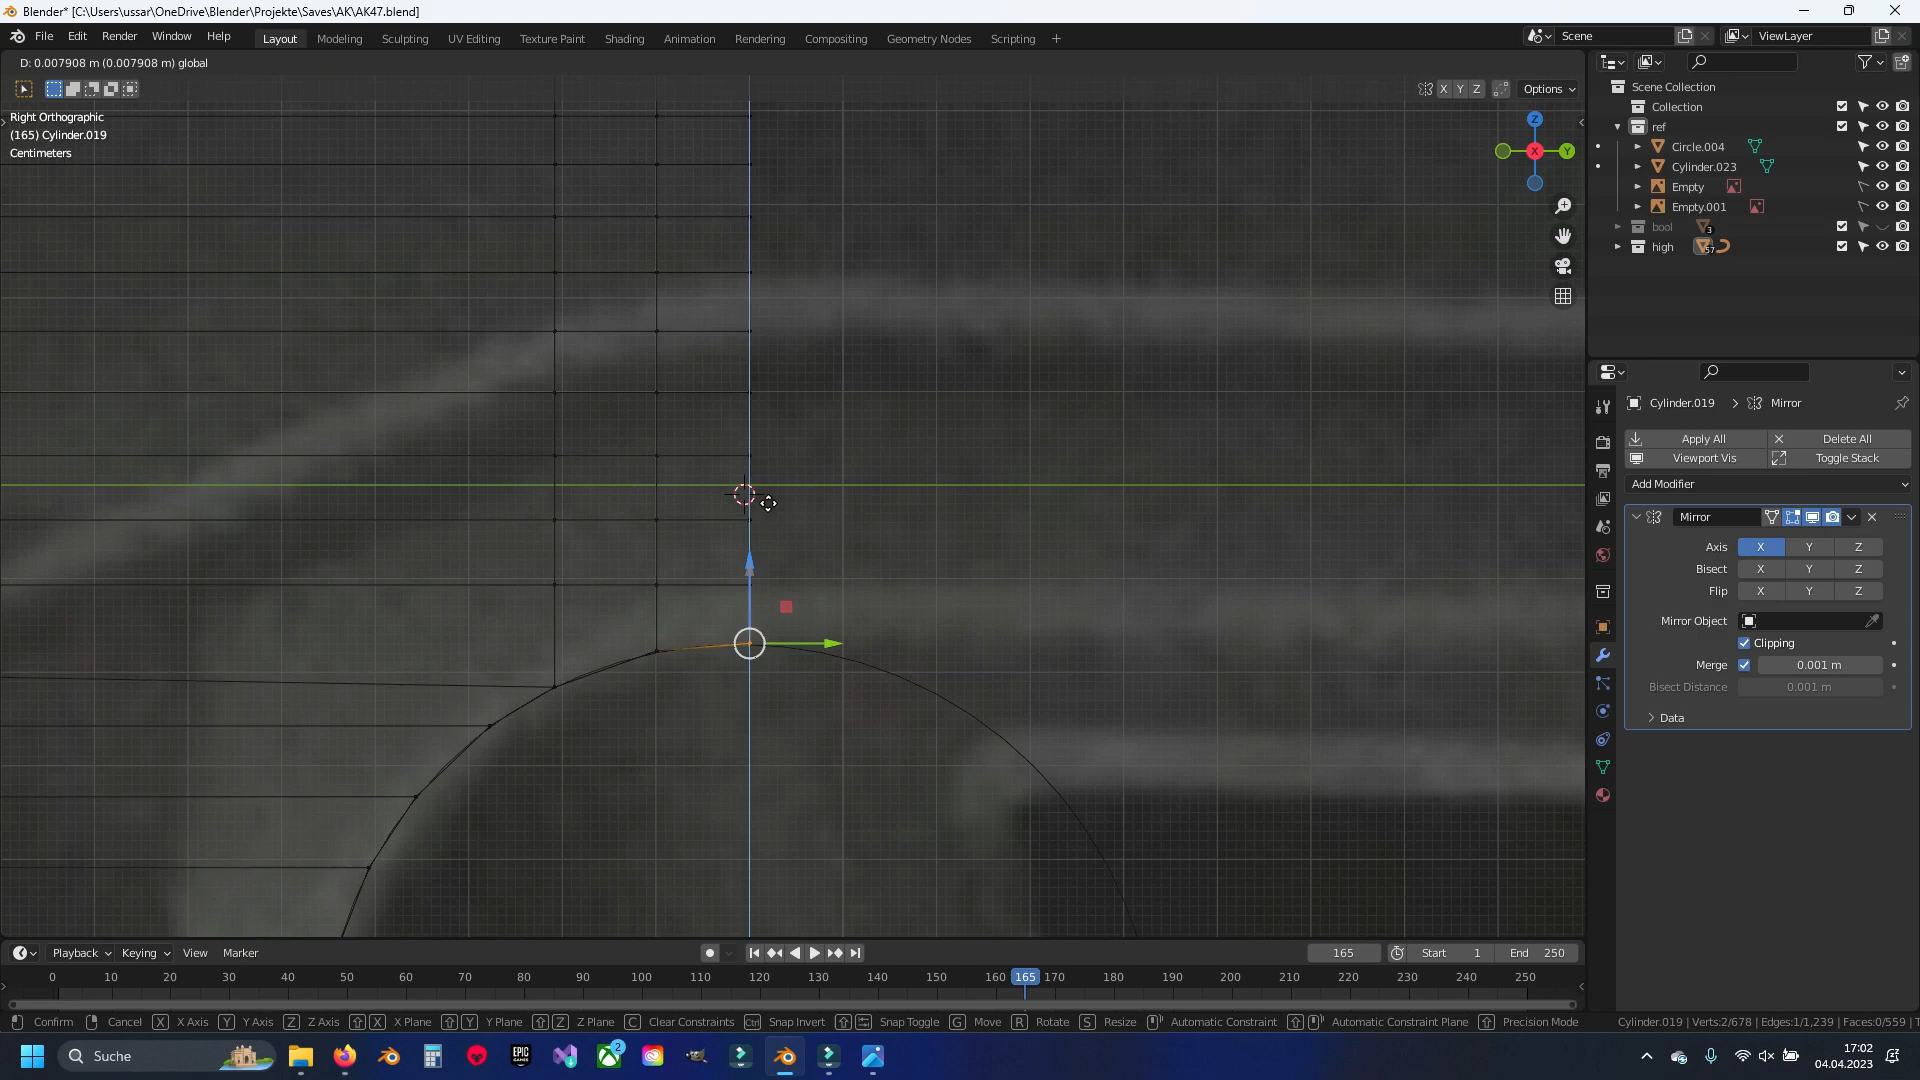 Blender* [C:\Users\ussar\OneDrive\Blender\Projekte\Saves\AK\AK47.blend]
File Edit Render Window Help Layout Modeling Sculpting UV Editing Texture Paint Shading Animation Rendering Compositing Geometry Nodes Scripting + Scene ViewLayer
D: 0.007908 m (0.007908 m) global
X Y Z Options
Right Orthographic
(165) Cylinder.019
Centimeters
Z
X Y
Scene Collection
Collection
ref
Circle.004
Cylinder.023
Empty
Empty.001
bool 3
high 57
Cylinder.019 > Mirror
Apply All Delete All
Viewport Vis Toggle Stack
Add Modifier
Mirror
Axis X Y Z
Bisect X Y Z
Flip X Y Z
Mirror Object
Clipping
Merge 0.001 m
Bisect Distance 0.001 m
Data
Playback Keying View Marker 165 Start 1 End 250
0 10 20 30 40 50 60 70 80 90 100 110 120 130 140 150 160 165 170 180 190 200 210 220 230 240 250
Confirm Cancel X X Axis Y Y Axis Z Z Axis X X Plane Y Y Plane Z Z Plane C Clear Constraints Ctrl Snap Invert Snap Toggle G Move R Rotate S Resize Automatic Constraint Automatic Constraint Plane Precision Mode Cylinder.019 | Verts:2/678 | Edges:1/1,239 | Faces:0/559 |
Suche EPIC GAMES 2 17:02
04.04.2023